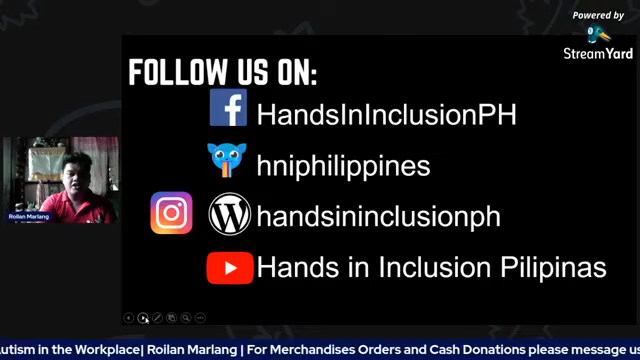 Powered by
StreamYard
FOLLOW US ON:
HandsInInclusionPH
hniphilippines
handsininclusionph
Hands in Inclusion Pilipinas
Roilan Marlang
Autism in the Workplace| Roilan Marlang | For Merchandises Orders and Cash Donations please message us